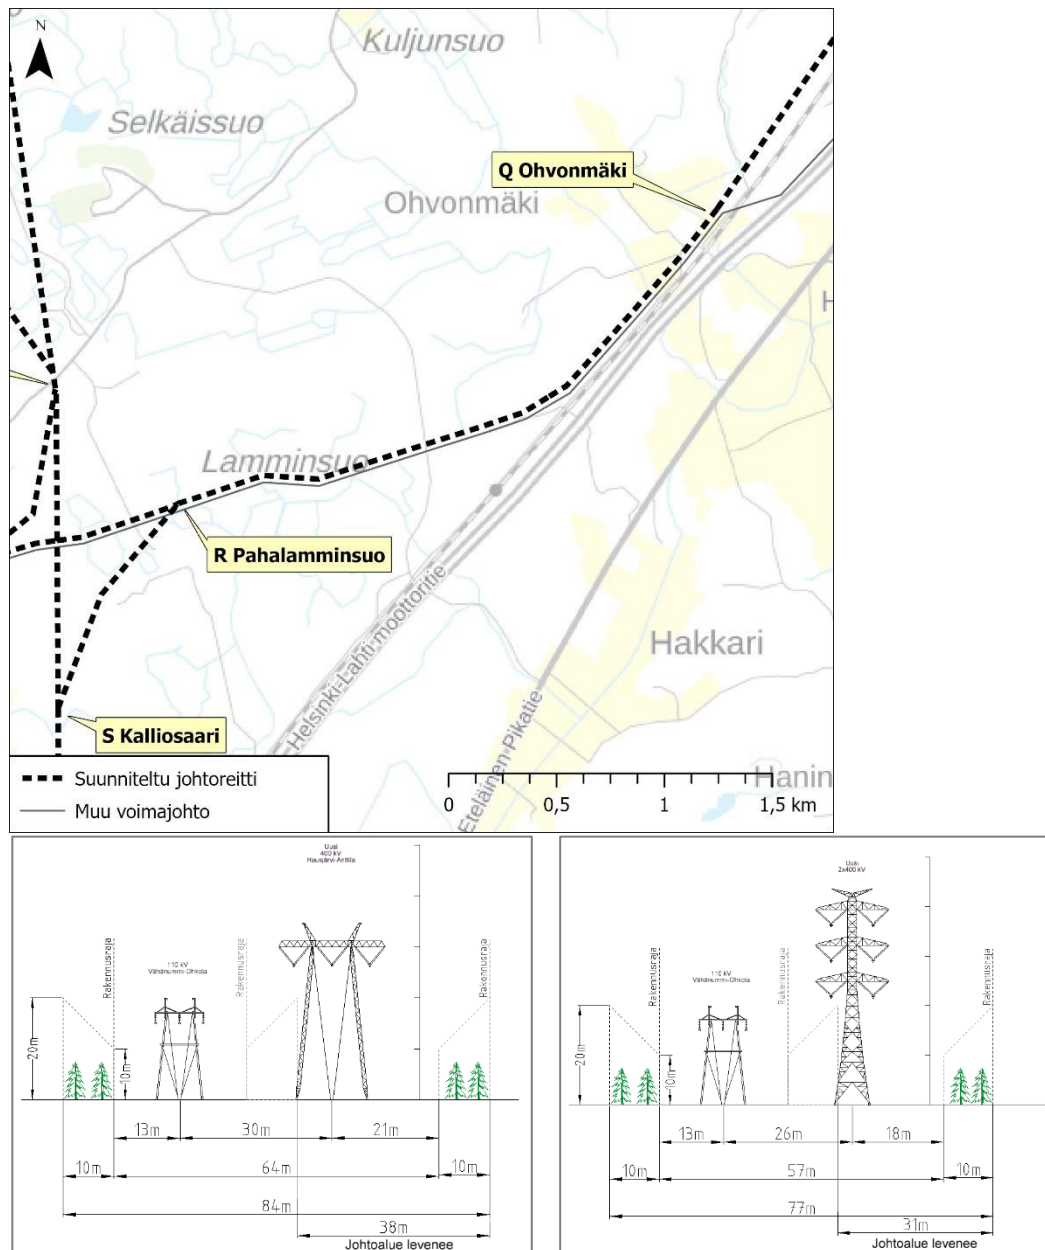 N
Kuljunsuo
Selkäissuo
Q Ohvonmäki
Ohvonmäki
H
Lamminsuo
R Pahalamminsuo
Helsinki-Lahti-moottoritie
Hakkari
Eteläinen-Pikatie
S Kalliosaari
Hanin
Suunniteltu johtoreitti
Muu voimajohto
0 0,5 1 1,5 km
Uusi
400 kV
Hausjärvi-Anttila
Rakennusraja
Rakennusraja
Rakennusraja
110 kV
Vähänummi-Ohkola
20m
10m
13m 30m 21m
10m 64m 10m
84m
38m
Johtoalue levenee
Uusi
2x400 kV
Rakennusraja
Rakennusraja
Rakennusraja
110 kV
Vähänummi-Ohkola
20m
10m
13m 26m 18m
10m 57m 10m
77m
31m
Johtoalue levenee